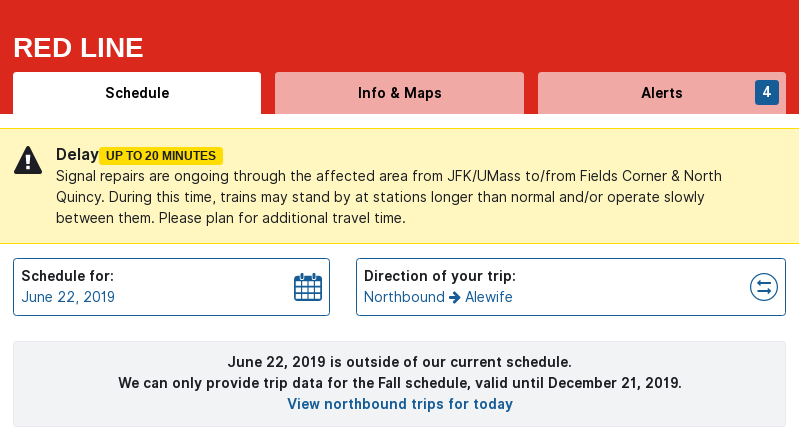 RED LINE
Schedule
Info & Maps
Alerts
4
Delay UP TO 20 MINUTES
Signal repairs are ongoing through the affected area from JFK/UMass to/from Fields Corner & North
Quincy. During this time, trains may stand by at stations longer than normal and/or operate slowly
between them. Please plan for additional travel time.
Schedule for:
June 22, 2019
Direction of your trip:
Northbound → Alewife
June 22, 2019 is outside of our current schedule.
We can only provide trip data for the Fall schedule, valid until December 21, 2019.
View northbound trips for today